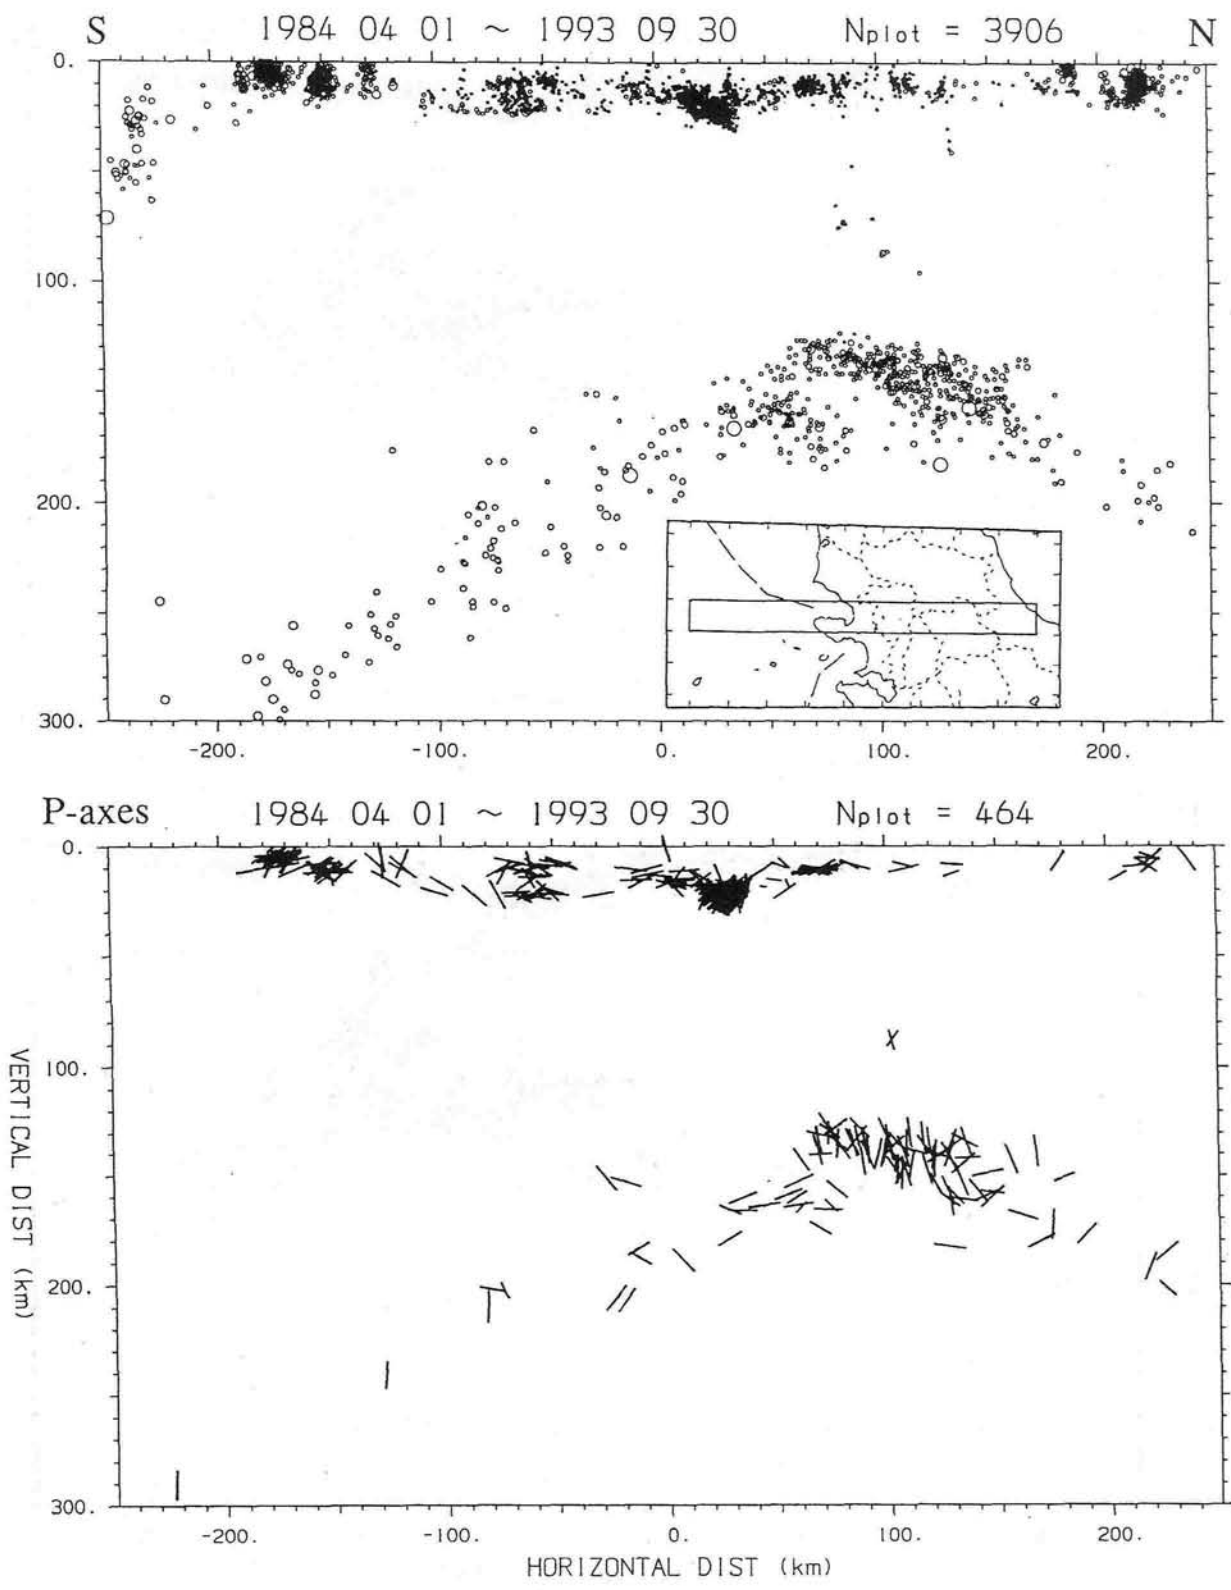 S 1984 04 01 ~ 1993 09 30 Nplot = 3906 N
0.
100.
200.
300.
-200. -100. 0. 100. 200.
P-axes 1984 04 01 ~ 1993 09 30 Nplot = 464
0.
100.
200.
300.
VERTICAL DIST (km)
-200. -100. 0. 100. 200.
HORIZONTAL DIST (km)